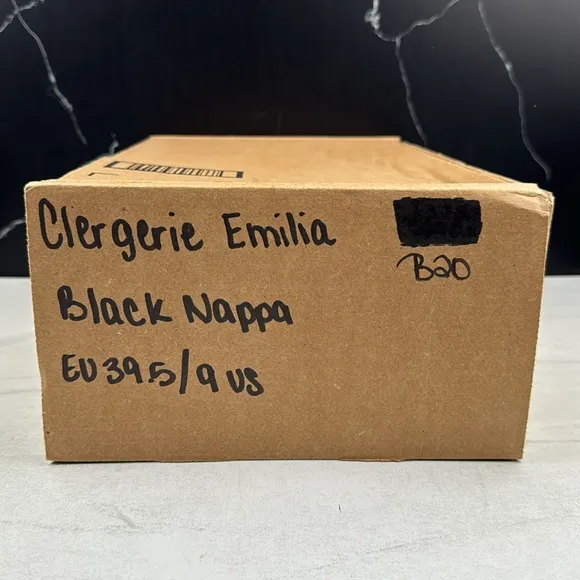 Clergerie Emilia
B20
Black Nappa
EU 39.5/9 US